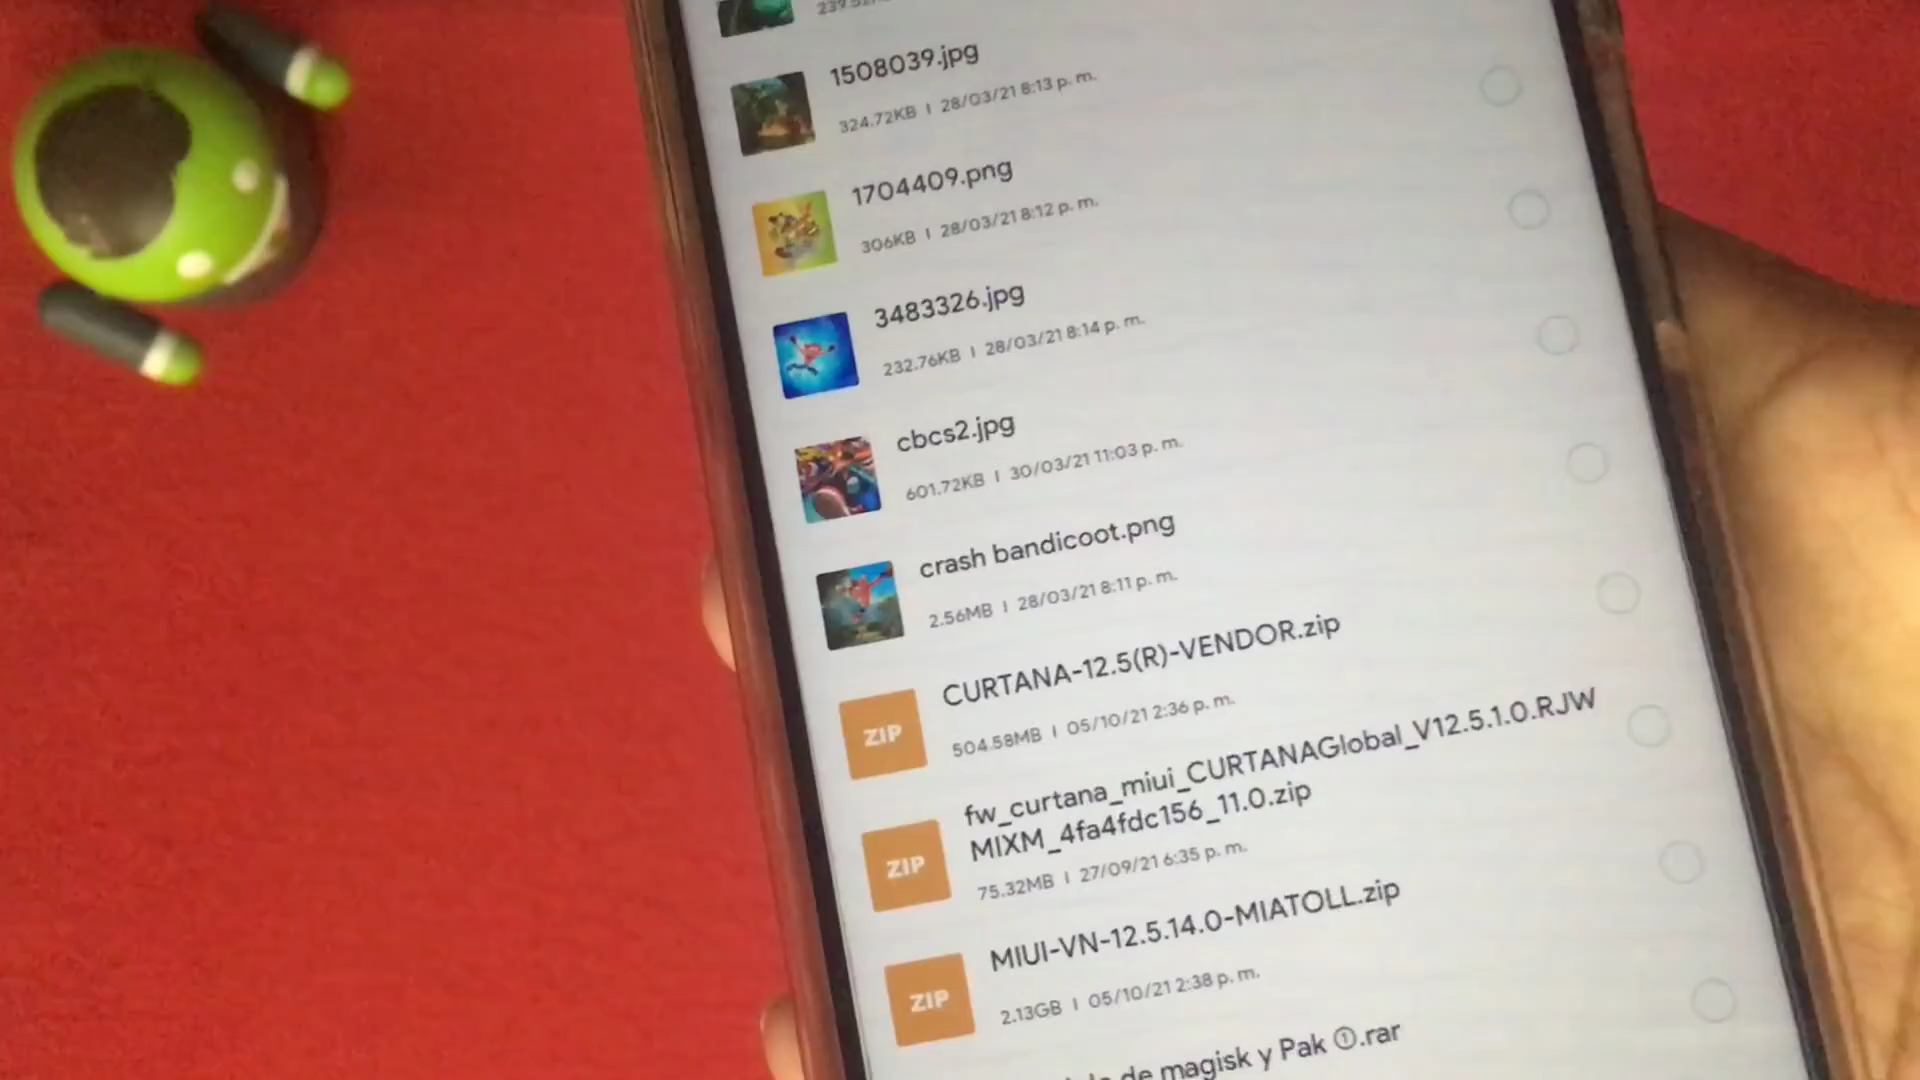 1508039.jpg
324.72KB | 28/03/21 8:13 p. m.
1704409.png
306KB | 28/03/21 8:12 p. m.
3483326.jpg
232.76KB | 28/03/21 8:14 p. m.
cbcs2.jpg
601.72KB | 30/03/21 11:03 p. m.
crash bandicoot.png
2.56MB | 28/03/21 8:11 p. m.
CURTANA-12.5(R)-VENDOR.zip
ZIP
504.58MB | 05/10/21 2:36 p. m.
fw_curtana_miui_CURTANAGlobal_V12.5.1.0.RJW
MIXM_4fa4fdc156_11.0.zip
ZIP
75.32MB | 27/09/21 6:35 p. m.
MIUI-VN-12.5.14.0-MIATOLL.zip
ZIP
2.13GB | 05/10/21 2:38 p. m.
de magisk y Pak ①.rar